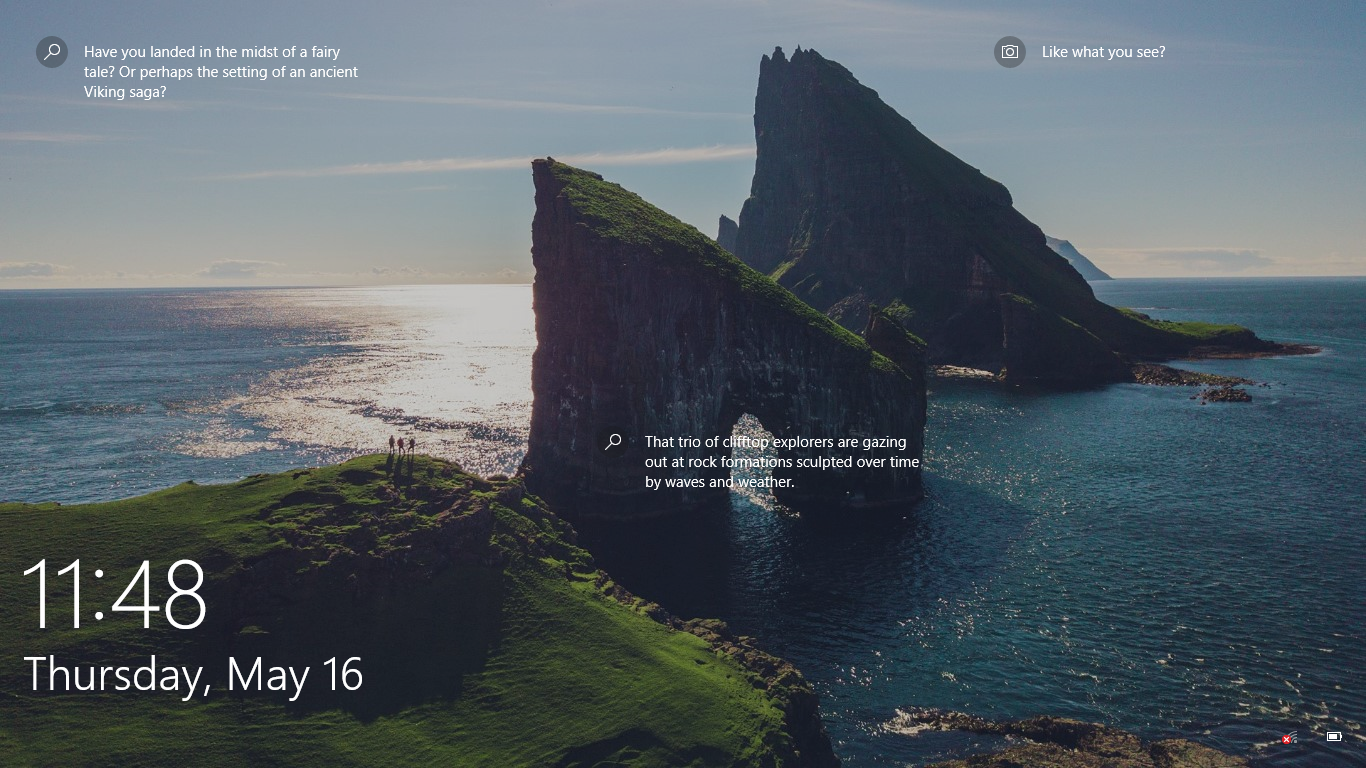 Have you landed in the midst of a fairy
tale? Or perhaps the setting of an ancient
Viking saga?
Like what you see?
That trio of clifftop explorers are gazing
out at rock formations sculpted over time
by waves and weather.
11:48
Thursday, May 16